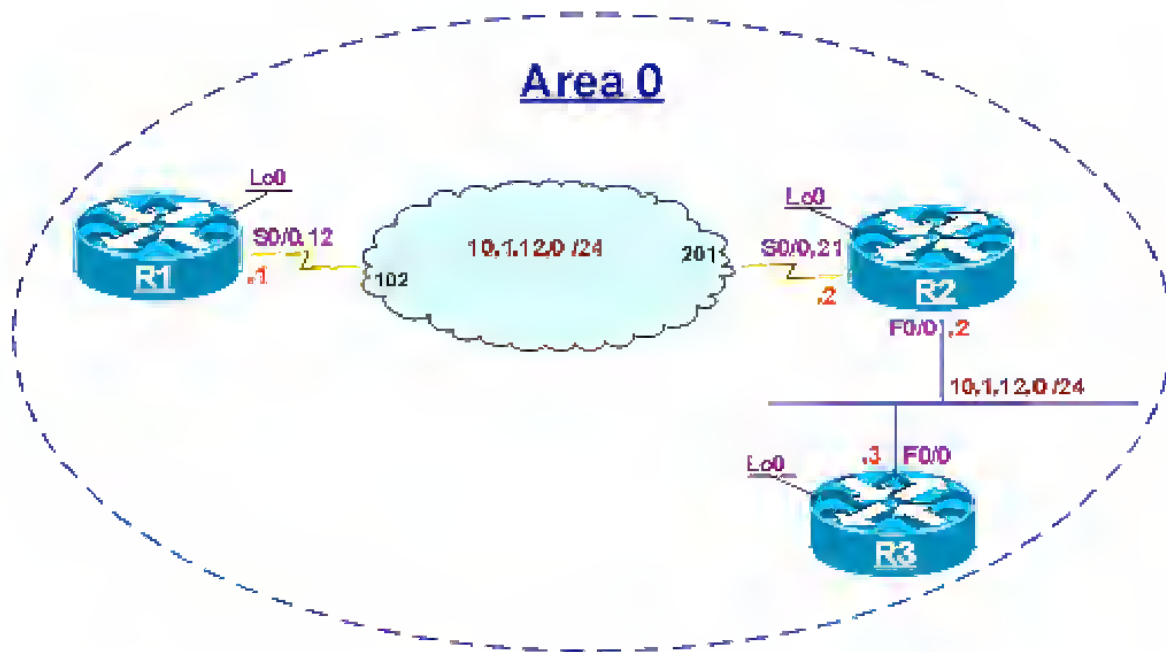 Area 0
Lo0
S0/0.12
R1
.1
102
10.1.12.0 /24
201
Lo0
S0/0.21
.2
R2
F0/0
.2
10.1.12.0 /24
.3
F0/0
Lo0
R3